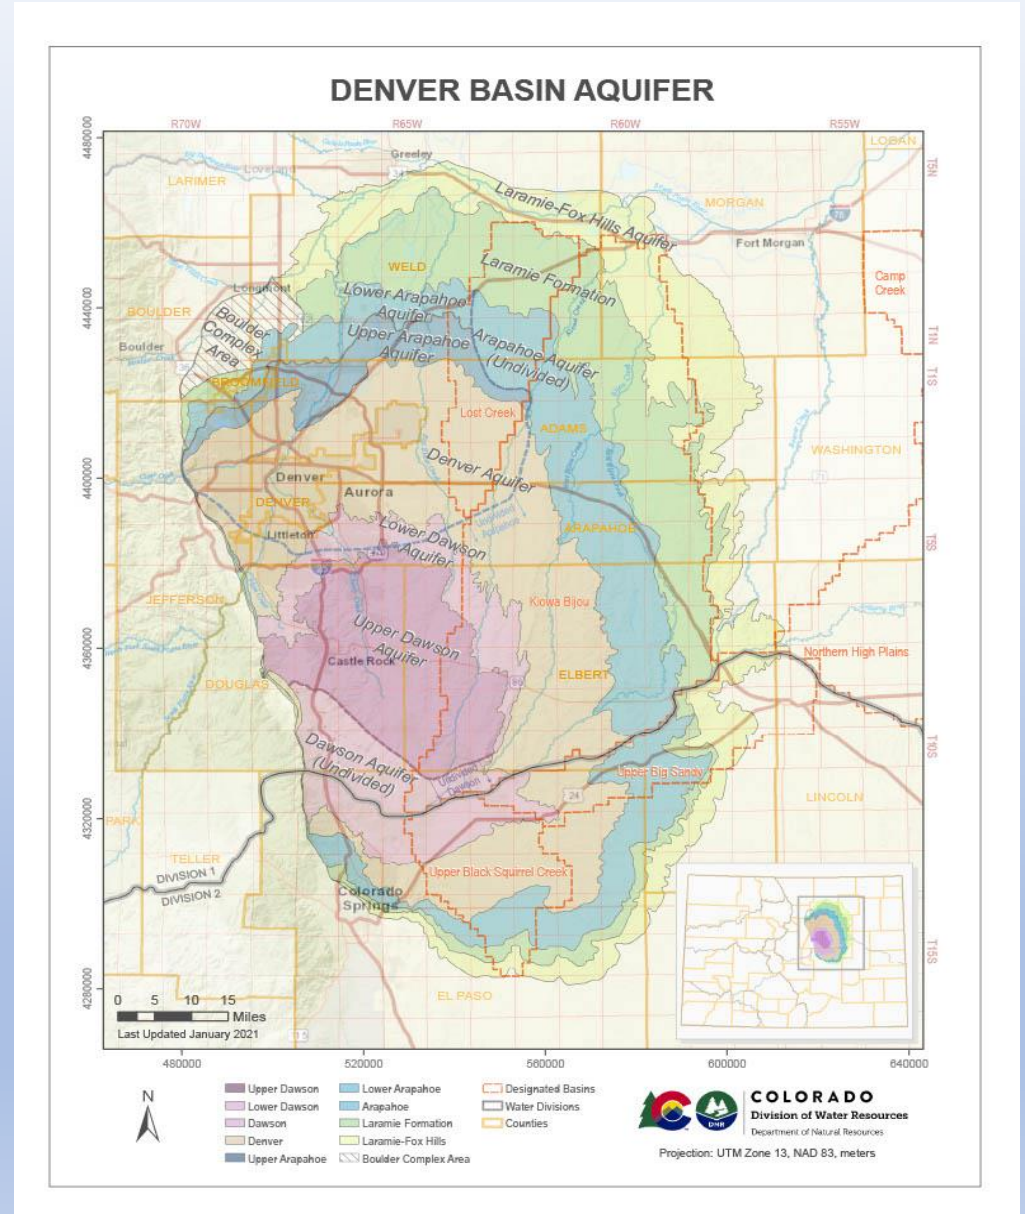 DENVER BASIN AQUIFER
R70W
R65W
R60W
R55W
4480000
4440000
4400000
4360000
4320000
4280000
T5N
T1N
T1S
T5S
T10S
T15S
Greeley
LOGAN
Loveland
LARIMER
MORGAN
Laramie-Fox Hills Aquifer
Fort Morgan
WELD
Laramie Formation
Camp
Creek
Longmont
Lower Arapahoe
Aquifer
BOULDER
Boulder
Complex
Area
Upper Arapahoe
Aquifer
Arapahoe Aquifer
(Undivided)
Boulder
BROOMFIELD
Lost Creek
ADAMS
WASHINGTON
Denver Aquifer
Denver
Aurora
DENVER
ARAPAHOE
Littleton
Lower Dawson
Aquifer
JEFFERSON
Kiowa Bijou
Upper Dawson
Aquifer
Castle Rock
Northern High Plains
DOUGLAS
ELBERT
86
Dawson Aquifer
(Undivided)
Undivided
Dawson
Upper Big Sandy
24
LINCOLN
PARK
TELLER
DIVISION 1
DIVISION 2
Upper Black Squirrel Creek
Colorado
Springs
EL PASO
0 5 10 15
Miles
Last Updated January 2021
480000
520000
560000
600000
640000
N
Upper Dawson
Lower Dawson
Dawson
Denver
Upper Arapahoe
Lower Arapahoe
Arapahoe
Laramie Formation
Laramie-Fox Hills
Boulder Complex Area
Designated Basins
Water Divisions
Counties
DNR
COLORADO
Division of Water Resources
Department of Natural Resources
Projection: UTM Zone 13, NAD 83, meters